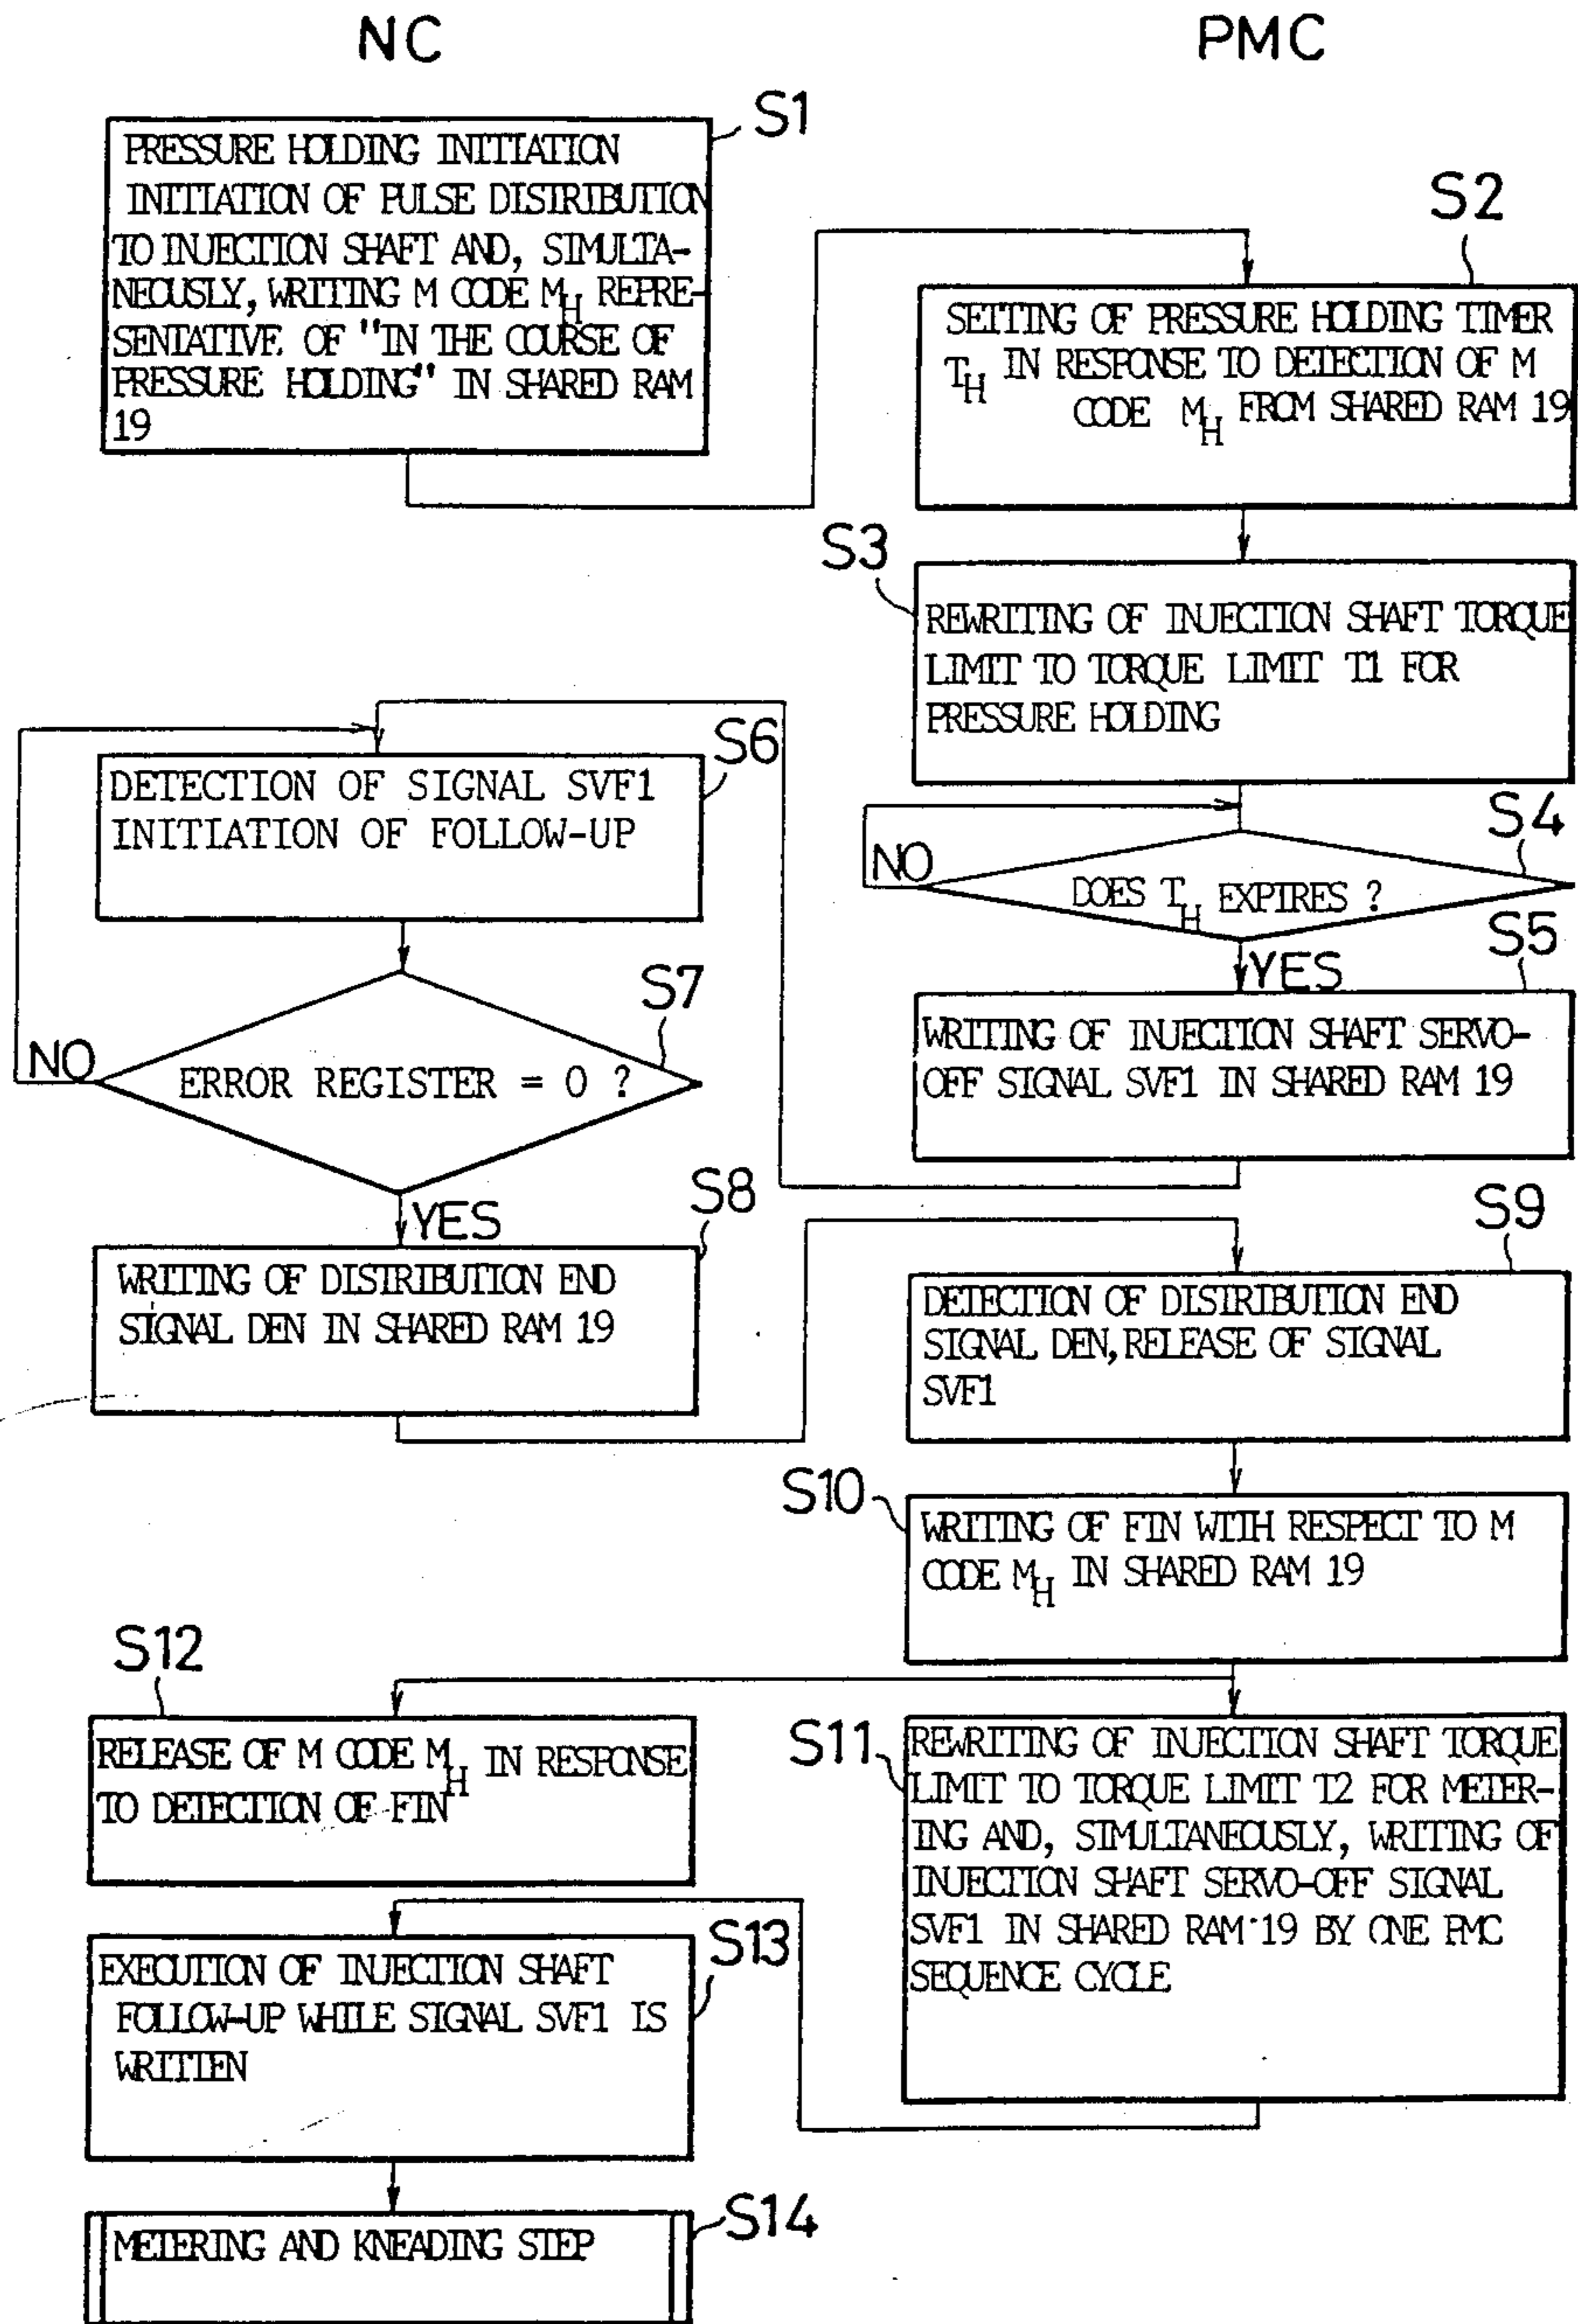 NC
PMC
S1
PRESSURE HOLDING INITIATION
INITIATION OF PULSE DISTRIBUTION
TO INJECTION SHAFT AND, SIMULTA-
NEOUSLY, WRITING M CODE M_H REPRE-
SENTATIVE OF "IN THE COURSE OF
PRESSURE HOLDING" IN SHARED RAM
19
S2
SETTING OF PRESSURE HOLDING TIMER
T_H IN RESPONSE TO DETECTION OF M
CODE M_H FROM SHARED RAM 19
S3
REWRITING OF INJECTION SHAFT TORQUE
LIMIT TO TORQUE LIMIT T1 FOR
PRESSURE HOLDING
S4
NO
DOES T_H EXPIRES ?
YES
S5
WRITING OF INJECTION SHAFT SERVO-
OFF SIGNAL SVF1 IN SHARED RAM 19
S6
DETECTION OF SIGNAL SVF1
INITIATION OF FOLLOW-UP
S7
NO
ERROR REGISTER = 0 ?
YES
S8
WRITING OF DISTRIBUTION END
SIGNAL DEN IN SHARED RAM 19
S9
DETECTION OF DISTRIBUTION END
SIGNAL DEN, RELEASE OF SIGNAL
SVF1
S10
WRITING OF FIN WITH RESPECT TO M
CODE M_H IN SHARED RAM 19
S11
REWRITING OF INJECTION SHAFT TORQUE
LIMIT TO TORQUE LIMIT T2 FOR METER-
ING AND, SIMULTANEOUSLY, WRITING OF
INJECTION SHAFT SERVO-OFF SIGNAL
SVF1 IN SHARED RAM 19 BY ONE PMC
SEQUENCE CYCLE
S12
RELEASE OF M CODE M_H IN RESPONSE
TO DETECTION OF FIN
S13
EXECUTION OF INJECTION SHAFT
FOLLOW-UP WHILE SIGNAL SVF1 IS
WRITTEN
S14
METERING AND KNEADING STEP